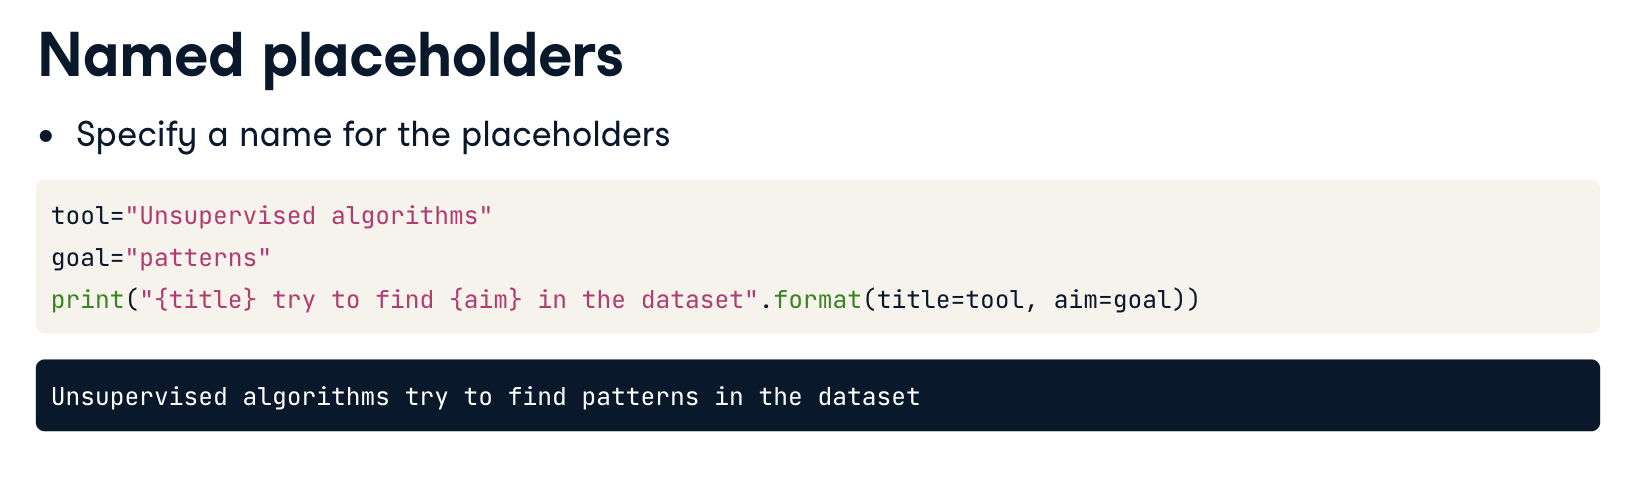 Named placeholders
• Specify a name for the placeholders
tool="Unsupervised algorithms"
goal="patterns"
print("{title} try to find {aim} in the dataset".format(title=tool, aim=goal))
Unsupervised algorithms try to find patterns in the dataset